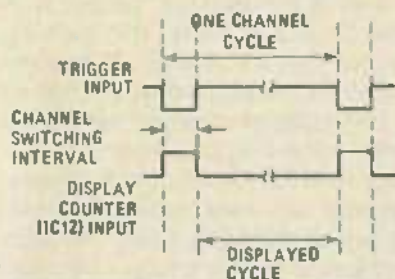 ONE CHANNEL
CYCLE
TRIGGER
INPUT
CHANNEL
SWITCHING
INTERVAL
DISPLAY
COUNTER
(IC12) INPUT
DISPLAYED
CYCLE